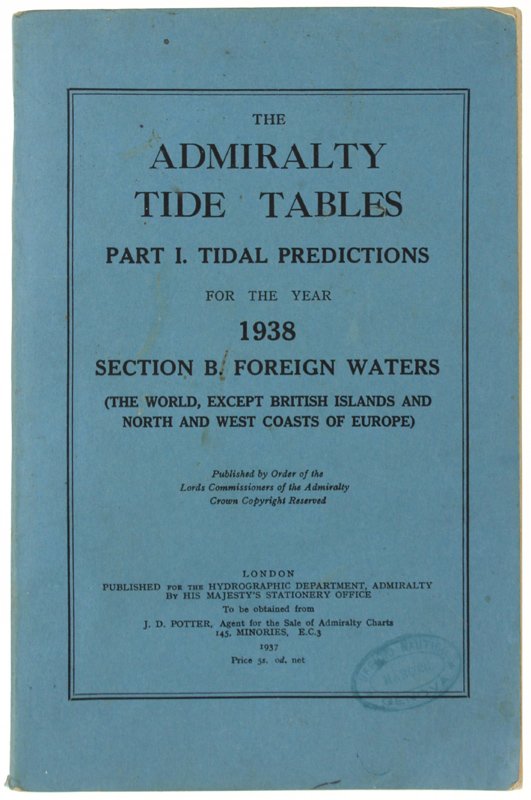 THE
ADMIRALTY
TIDE TABLES
PART I. TIDAL PREDICTIONS
FOR THE YEAR
1938
SECTION B. FOREIGN WATERS
(THE WORLD, EXCEPT BRITISH ISLANDS AND
NORTH AND WEST COASTS OF EUROPE)
Published by Order of the
Lords Commissioners of the Admiralty
Crown Copyright Reserved
LONDON
PUBLISHED FOR THE HYDROGRAPHIC DEPARTMENT, ADMIRALTY
BY HIS MAJESTY'S STATIONERY OFFICE
To be obtained from
J. D. POTTER, Agent for the Sale of Admiralty Charts
145, MINORIES, E.C.3
1937
Price 5s. 0d. net
GENOVA